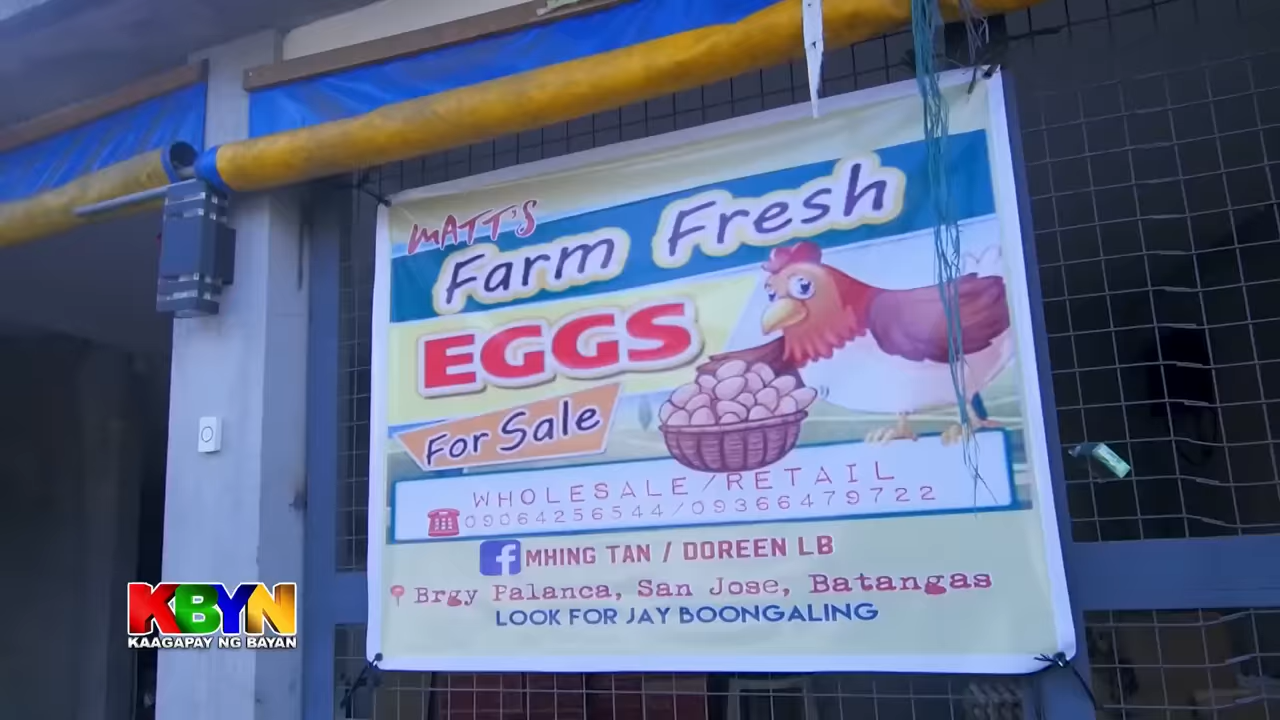 MATT'S
Farm Fresh
EGGS
For Sale
WHOLESALE/RETAIL
09064256544/09366479722
MHING TAN / DOREEN LB
Brgy Palanca, San Jose, Batangas
LOOK FOR JAY BOONGALING
KBYN
KAAGAPAY NG BAYAN